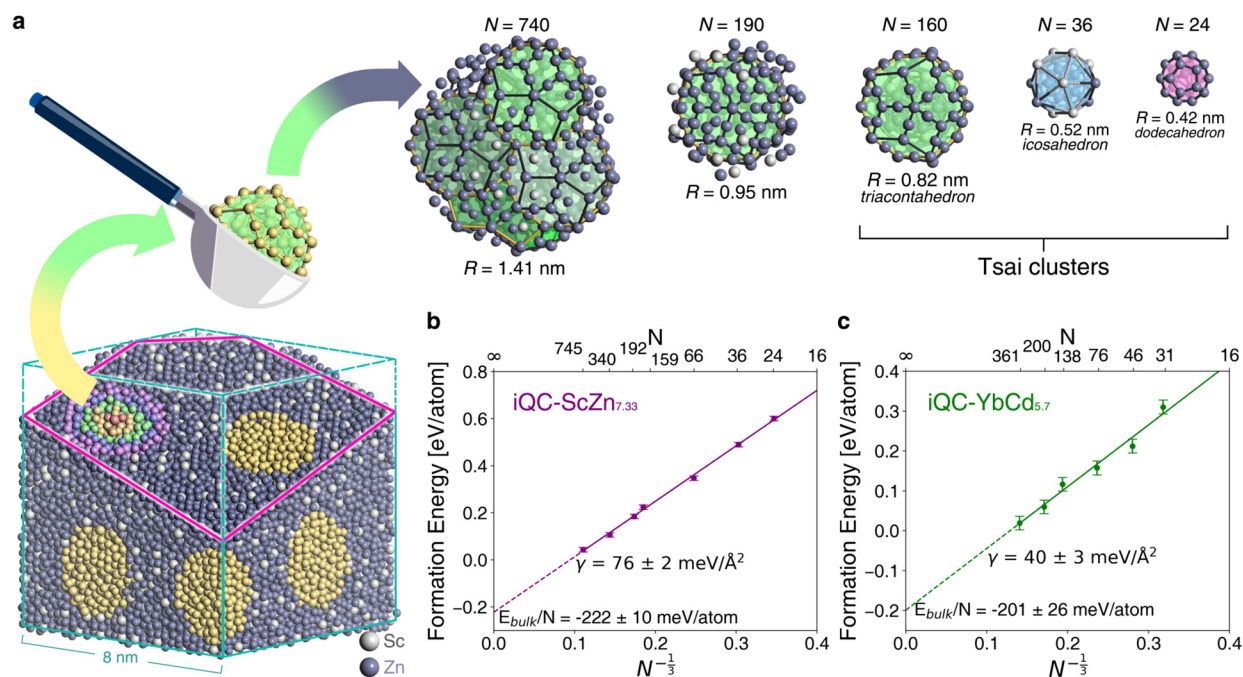 a
N = 740
N = 190
N = 160
N = 36
N = 24
R = 1.41 nm
R = 0.95 nm
R = 0.82 nm
triacontahedron
R = 0.52 nm
icosahedron
R = 0.42 nm
dodecahedron
Tsai clusters
8 nm
Sc
Zn
b
N
∞ 745 340 192 159 66 36 24 16
Formation Energy [eV/atom]
0.8
0.6
0.4
0.2
0.0
−0.2
iQC-ScZn7.33
γ = 76 ± 2 meV/Å²
E_bulk/N = -222 ± 10 meV/atom
0.0 0.1 0.2 0.3 0.4
N^−1/3
c
N
∞ 361 200 138 76 46 31 16
Formation Energy [eV/atom]
0.4
0.3
0.2
0.1
0.0
−0.1
−0.2
iQC-YbCd5.7
γ = 40 ± 3 meV/Å²
E_bulk/N = -201 ± 26 meV/atom
0.0 0.1 0.2 0.3 0.4
N^−1/3